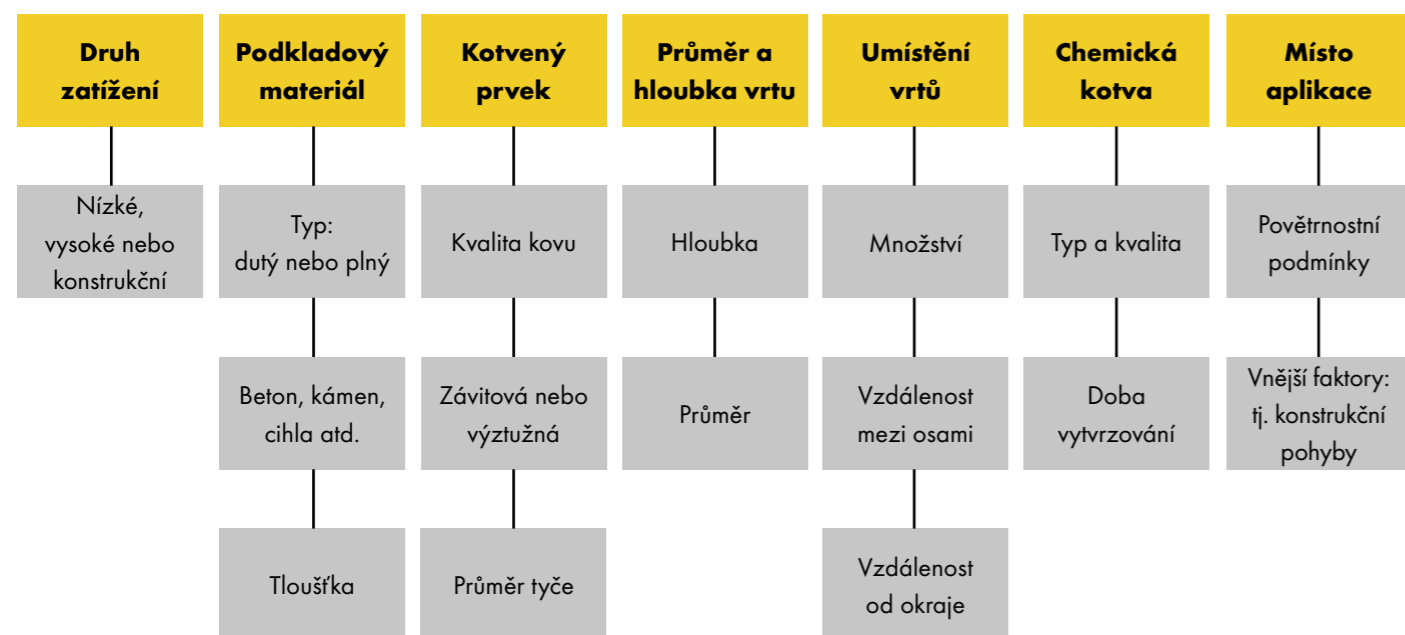 Druh
zatížení
Podkladový
materiál
Kotvený
prvek
Průměr a
hloubka vrtu
Umístění
vrtů
Chemická
kotva
Místo
aplikace
Nízké,
vysoké nebo
konstrukční
Typ:
dutý nebo plný
Kvalita kovu
Hloubka
Množství
Typ a kvalita
Povětrnostní
podmínky
Beton, kámen,
cihla atd.
Závitová nebo
výztužná
Průměr
Vzdálenost
mezi osami
Doba
vytvrzování
Vnější faktory:
tj. konstrukční
pohyby
Tloušťka
Průměr tyče
Vzdálenost
od okraje